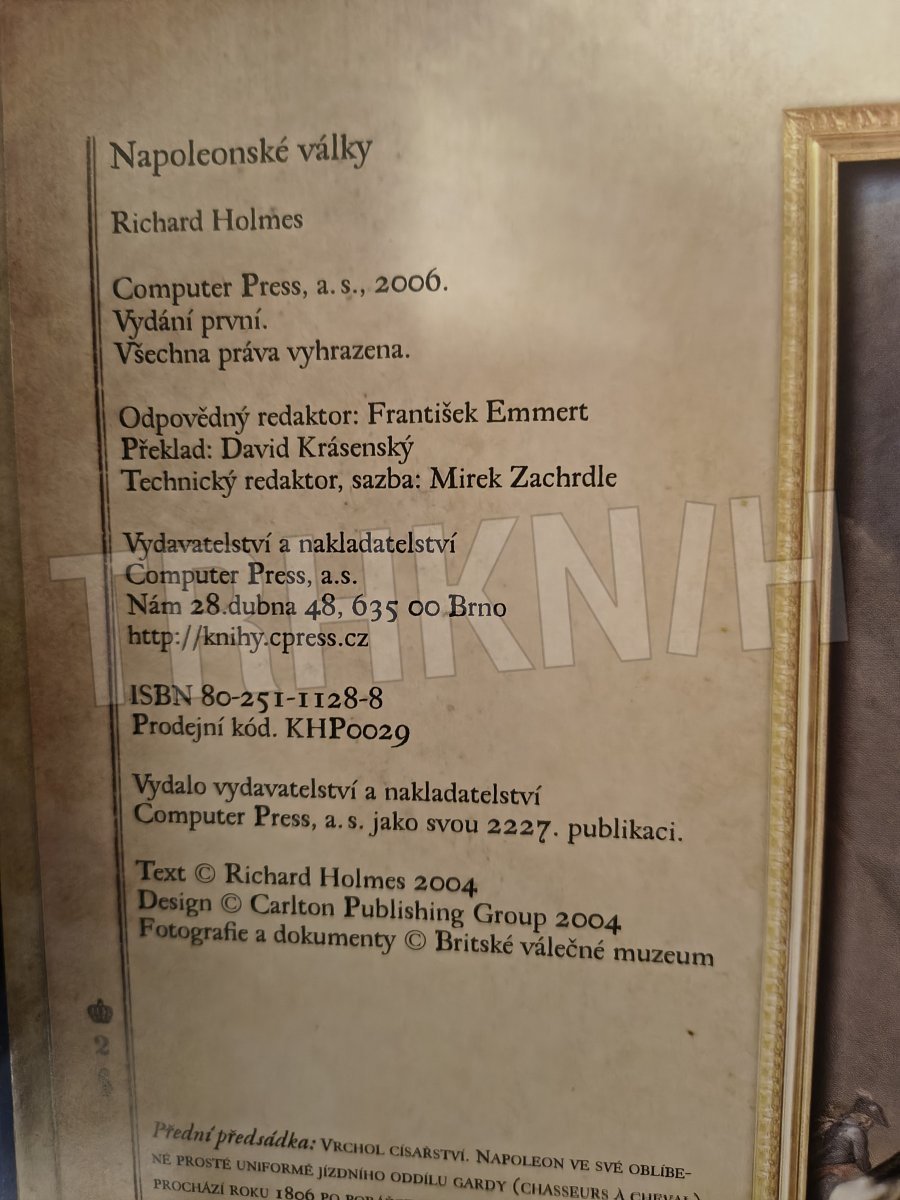 Napoleonské války
Richard Holmes
Computer Press, a. s., 2006.
Vydání první.
Všechna práva vyhrazena.
Odpovědný redaktor: František Emmert
Překlad: David Krásenský
Technický redaktor, sazba: Mirek Zachrdle
Vydavatelství a nakladatelství
Computer Press, a.s.
Nám 28.dubna 48, 635 00 Brno
http://knihy.cpress.cz
TRHKNIH
ISBN 80-251-1128-8
Prodejní kód. KHP0029
Vydalo vydavatelství a nakladatelství
Computer Press, a. s. jako svou 2227. publikaci.
Text © Richard Holmes 2004
Design © Carlton Publishing Group 2004
Fotografie a dokumenty © Britské válečné muzeum
2
Přední předsádka: Vrchol císařství. Napoleon ve své oblíbe-
né prosté uniformě jízdního oddílu gardy (chasseurs à cheval)
prochází roku 1806 po